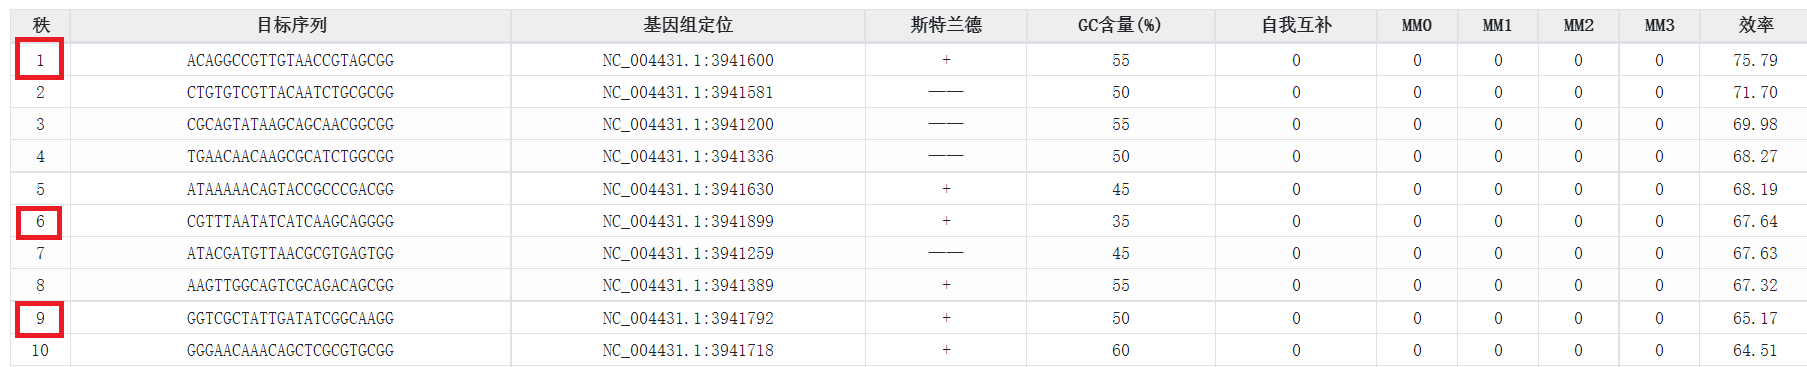 秩 目标序列 基因组定位 斯特兰德 GC含量(%) 自我互补 MM0 MM1 MM2 MM3 效率
1 ACAGGCCGTTGTAACCGTAGCGG NC_004431.1:3941600 + 55 0 0 0 0 0 75.79
2 CTGTGTCGTTACAATCTGCGCGG NC_004431.1:3941581 —— 50 0 0 0 0 0 71.70
3 CGCAGTATAAGCAGCAACGGCGG NC_004431.1:3941200 —— 55 0 0 0 0 0 69.98
4 TGAACAACAAGCGCATCTGGCGG NC_004431.1:3941336 —— 50 0 0 0 0 0 68.27
5 ATAAAAACAGTACCGCCCGACGG NC_004431.1:3941630 + 45 0 0 0 0 0 68.19
6 CGTTTAATATCATCAAGCAGGGG NC_004431.1:3941899 + 35 0 0 0 0 0 67.64
7 ATACGATGTTAACGCGTGAGTGG NC_004431.1:3941259 —— 45 0 0 0 0 0 67.63
8 AAGTTGGCAGTCGCAGACAGCGG NC_004431.1:3941389 + 55 0 0 0 0 0 67.32
9 GGTCGCTATTGATATCGGCAAGG NC_004431.1:3941792 + 50 0 0 0 0 0 65.17
10 GGGAACAAACAGCTCGCGTGCGG NC_004431.1:3941718 + 60 0 0 0 0 0 64.51